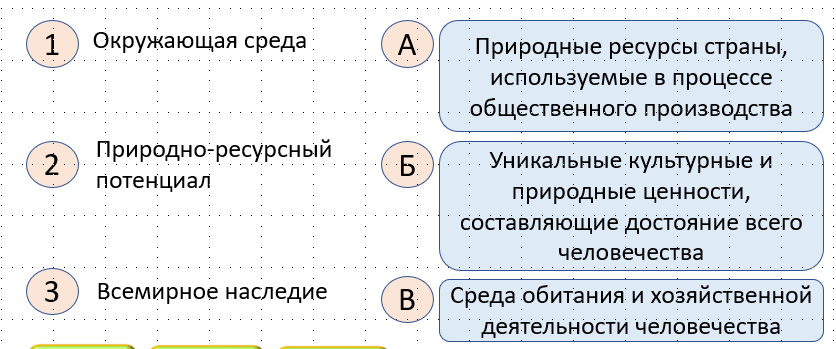 1 Окружающая среда
А Природные ресурсы страны,
используемые в процессе
общественного производства
2 Природно-ресурсный
потенциал
Б Уникальные культурные и
природные ценности,
составляющие достояние всего
человечества
3 Всемирное наследие
В Среда обитания и хозяйственной
деятельности человечества